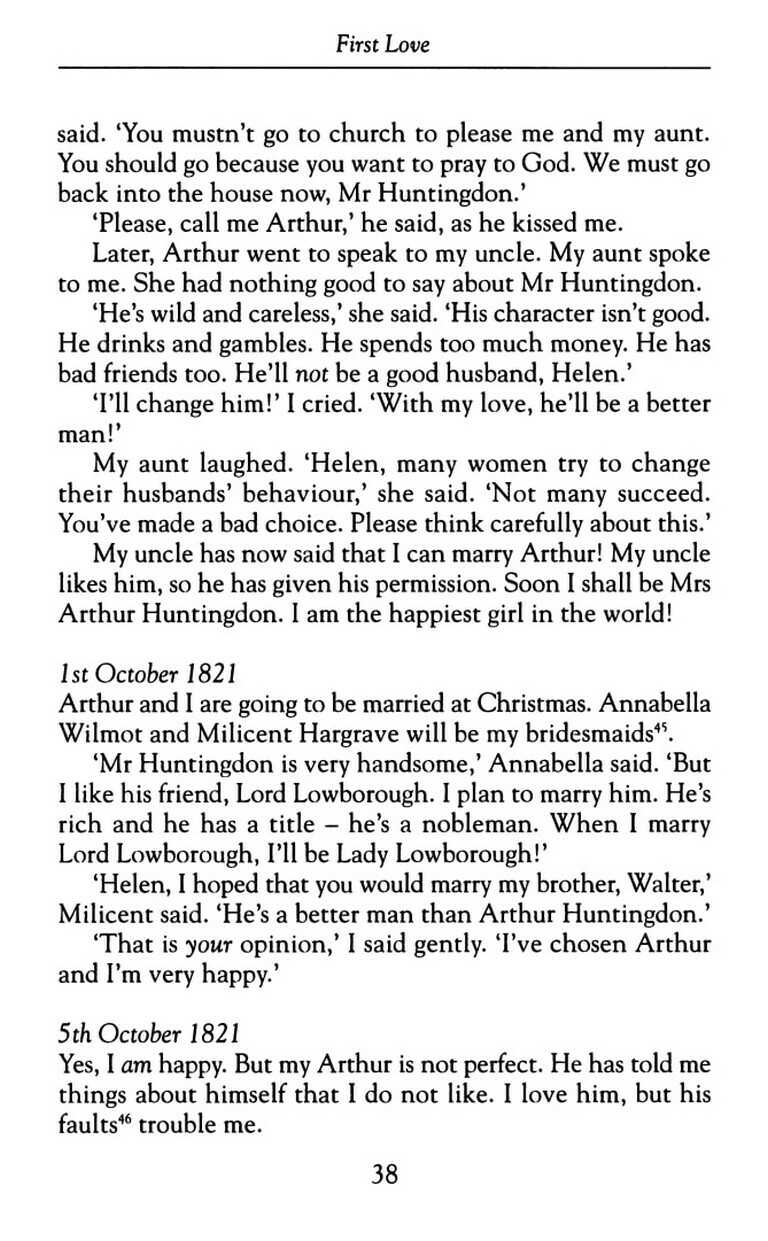 First Love
said. ‘You mustn’t go to church to please me and my aunt.
You should go because you want to pray to God. We must go
back into the house now, Mr Huntingdon.’
‘Please, call me Arthur,’ he said, as he kissed me.
Later, Arthur went to speak to my uncle. My aunt spoke
to me. She had nothing good to say about Mr Huntingdon.
‘He’s wild and careless,’ she said. ‘His character isn’t good.
He drinks and gambles. He spends too much money. He has
bad friends too. He’ll not be a good husband, Helen.’
‘I’ll change him!’ I cried. ‘With my love, he’ll be a better
man!’
My aunt laughed. ‘Helen, many women try to change
their husbands’ behaviour,’ she said. ‘Not many succeed.
You’ve made a bad choice. Please think carefully about this.’
My uncle has now said that I can marry Arthur! My uncle
likes him, so he has given his permission. Soon I shall be Mrs
Arthur Huntingdon. I am the happiest girl in the world!
1st October 1821
Arthur and I are going to be married at Christmas. Annabella
Wilmot and Milicent Hargrave will be my bridesmaids⁴⁵.
‘Mr Huntingdon is very handsome,’ Annabella said. ‘But
I like his friend, Lord Lowborough. I plan to marry him. He’s
rich and he has a title – he’s a nobleman. When I marry
Lord Lowborough, I’ll be Lady Lowborough!’
‘Helen, I hoped that you would marry my brother, Walter,’
Milicent said. ‘He’s a better man than Arthur Huntingdon.’
‘That is your opinion,’ I said gently. ‘I’ve chosen Arthur
and I’m very happy.’
5th October 1821
Yes, I am happy. But my Arthur is not perfect. He has told me
things about himself that I do not like. I love him, but his
faults⁴⁶ trouble me.
38